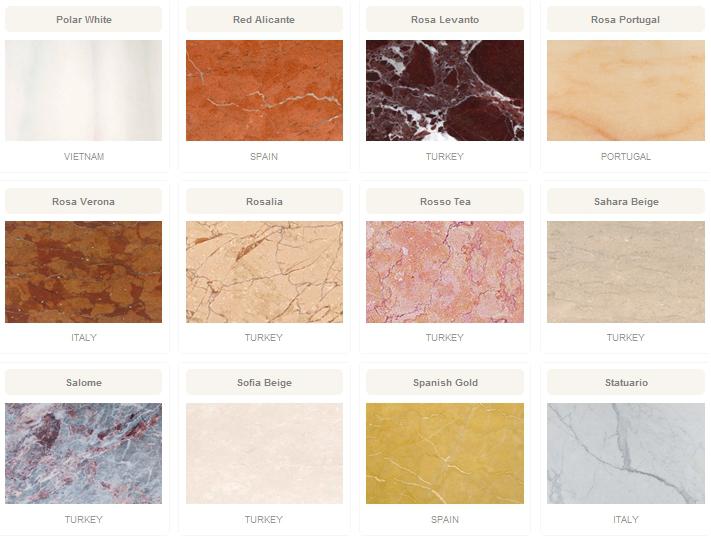 Polar White
Red Alicante
Rosa Levanto
Rosa Portugal
VIETNAM
SPAIN
TURKEY
PORTUGAL
Rosa Verona
Rosalia
Rosso Tea
Sahara Beige
ITALY
TURKEY
TURKEY
TURKEY
Salome
Sofia Beige
Spanish Gold
Statuario
TURKEY
TURKEY
SPAIN
ITALY